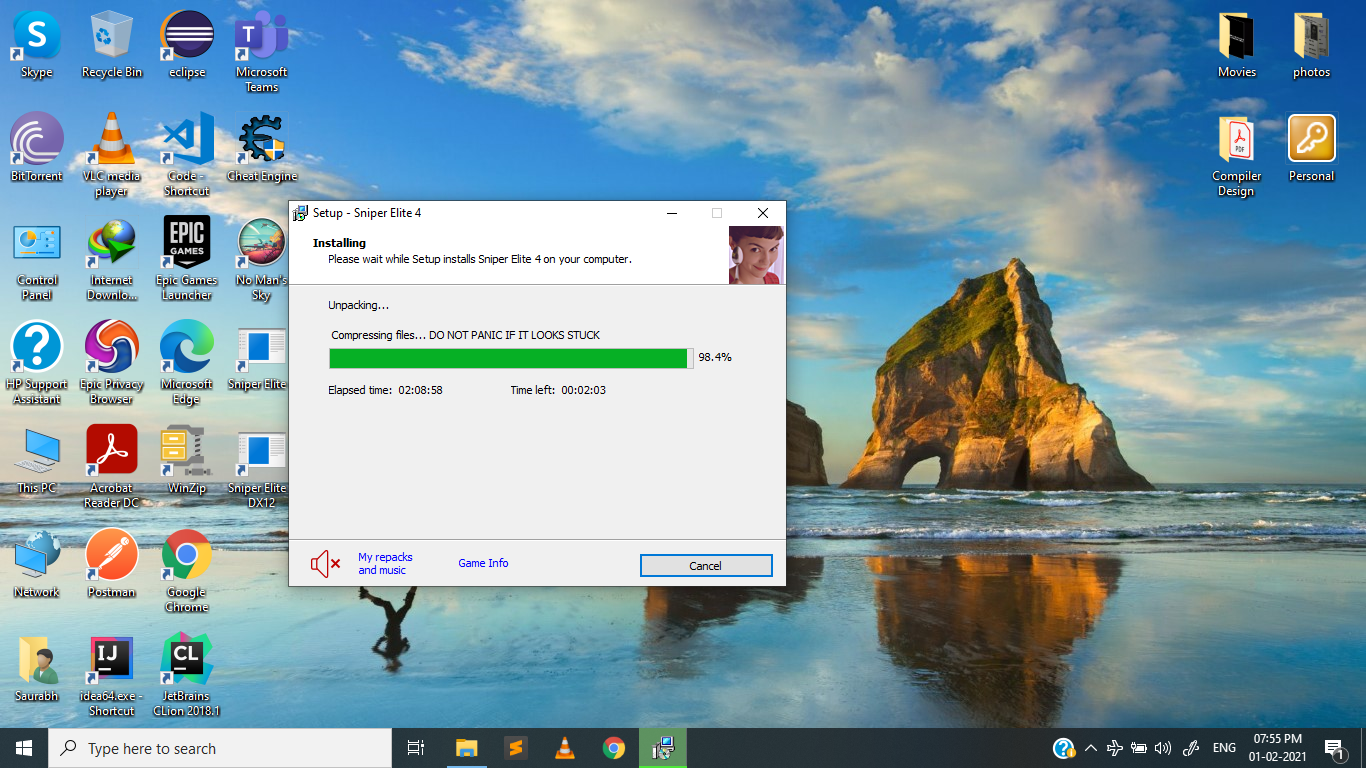 Skype
Recycle Bin
eclipse
Microsoft
Teams
Movies
photos
BitTorrent
VLC media
player
Code -
Shortcut
Cheat Engine
PDF
Compiler
Design
Personal
Control
Panel
Internet
Downlo...
EPIC
GAMES
Epic Games
Launcher
No Man's
Sky
HP Support
Assistant
Epic Privacy
Browser
Microsoft
Edge
Sniper Elite
This PC
Acrobat
Reader DC
WinZip
Sniper Elite
DX12
Network
Postman
Google
Chrome
Saurabh
IJ
idea64.exe -
Shortcut
CL
JetBrains
CLion 2018.1
Setup - Sniper Elite 4
Installing
Please wait while Setup installs Sniper Elite 4 on your computer.
Unpacking...
Compressing files... DO NOT PANIC IF IT LOOKS STUCK
98.4%
Elapsed time: 02:08:58
Time left: 00:02:03
My repacks
and music
Game Info
Cancel
Type here to search
ENG
07:55 PM
01-02-2021
1